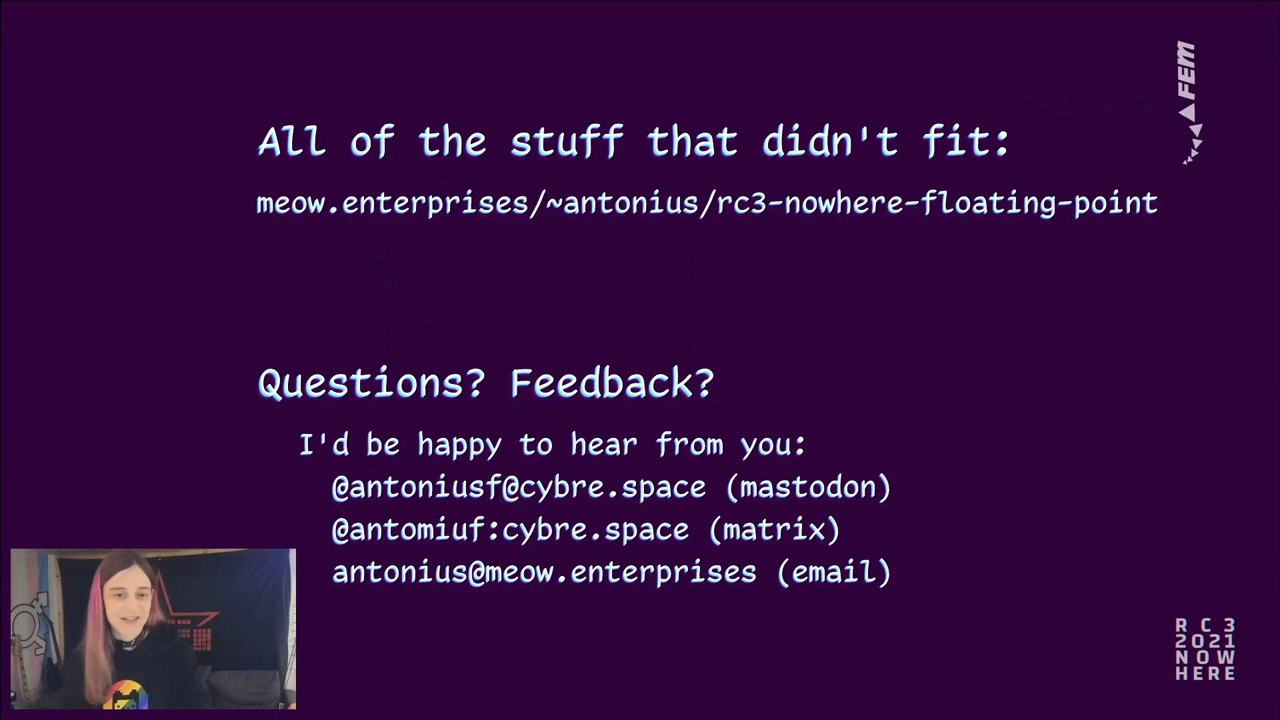 FEM
All of the stuff that didn't fit:
meow.enterprises/~antonius/rc3-nowhere-floating-point
Questions? Feedback?
I'd be happy to hear from you:
@antoniusf@cybre.space (mastodon)
@antomiuf:cybre.space (matrix)
antonius@meow.enterprises (email)
RC3
2021
NOW
HERE